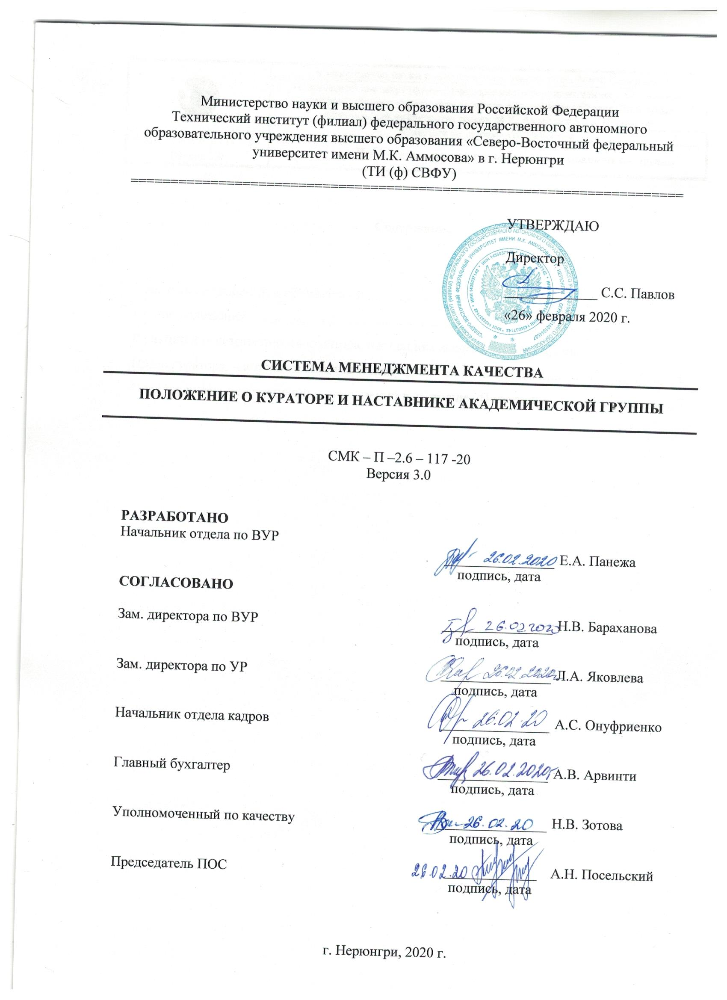 Министерство науки и высшего образования Российской Федерации
Технический институт (филиал) федерального государственного автономного
образовательного учреждения высшего образования «Северо-Восточный федеральный
университет имени М.К. Аммосова» в г. Нерюнгри
(ТИ (ф) СВФУ)
УТВЕРЖДАЮ
Директор
С.С. Павлов
«26» февраля 2020 г.
СИСТЕМА МЕНЕДЖМЕНТА КАЧЕСТВА
ПОЛОЖЕНИЕ О КУРАТОРЕ И НАСТАВНИКЕ АКАДЕМИЧЕСКОЙ ГРУППЫ
СМК – П –2.6 – 117 -20
Версия 3.0
РАЗРАБОТАНО
Начальник отдела по ВУР
26.02.2020 Е.А. Панежа
подпись, дата
СОГЛАСОВАНО
Зам. директора по ВУР
26.02.2020 Н.В. Бараханова
подпись, дата
Зам. директора по УР
26.02.2020г Л.А. Яковлева
подпись, дата
Начальник отдела кадров
26.02.20 А.С. Онуфриенко
подпись, дата
Главный бухгалтер
26.02.2020г А.В. Арвинти
подпись, дата
Уполномоченный по качеству
26.02.20 Н.В. Зотова
подпись, дата
Председатель ПОС
26.02.20 А.Н. Посельский
подпись, дата
г. Нерюнгри, 2020 г.